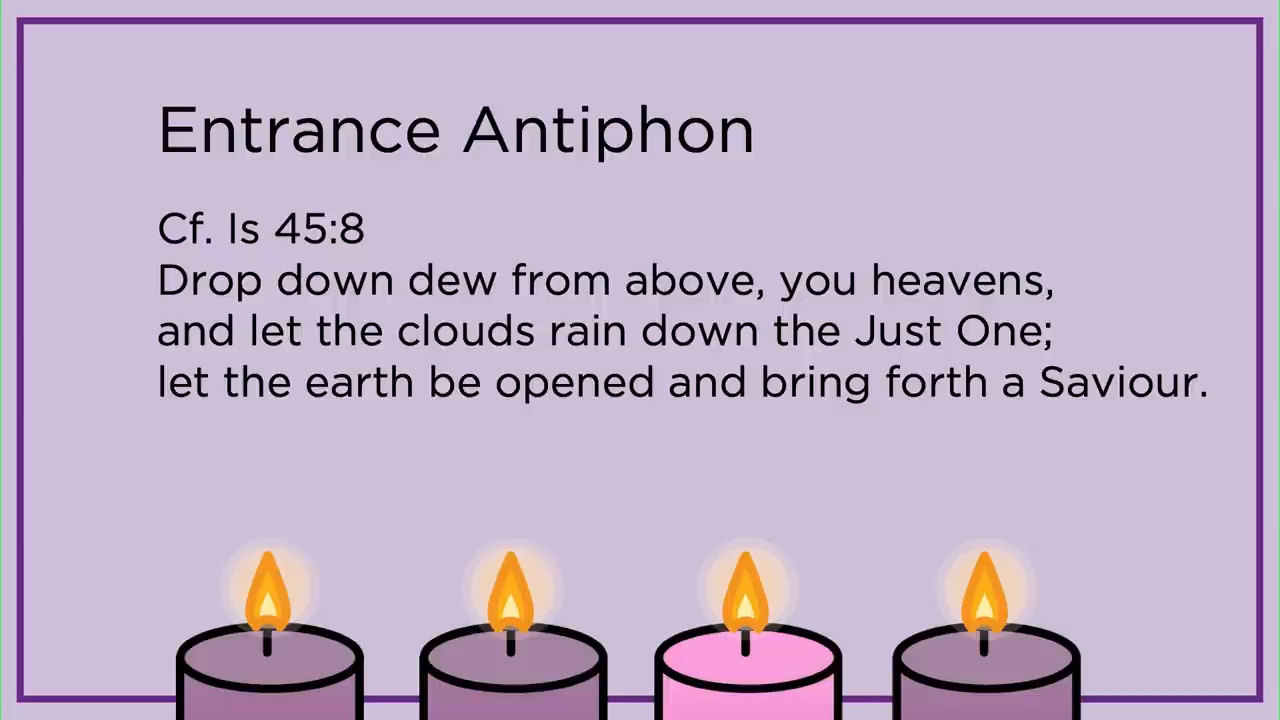 Entrance Antiphon
Cf. Is 45:8
Drop down dew from above, you heavens,
and let the clouds rain down the Just One;
let the earth be opened and bring forth a Saviour.